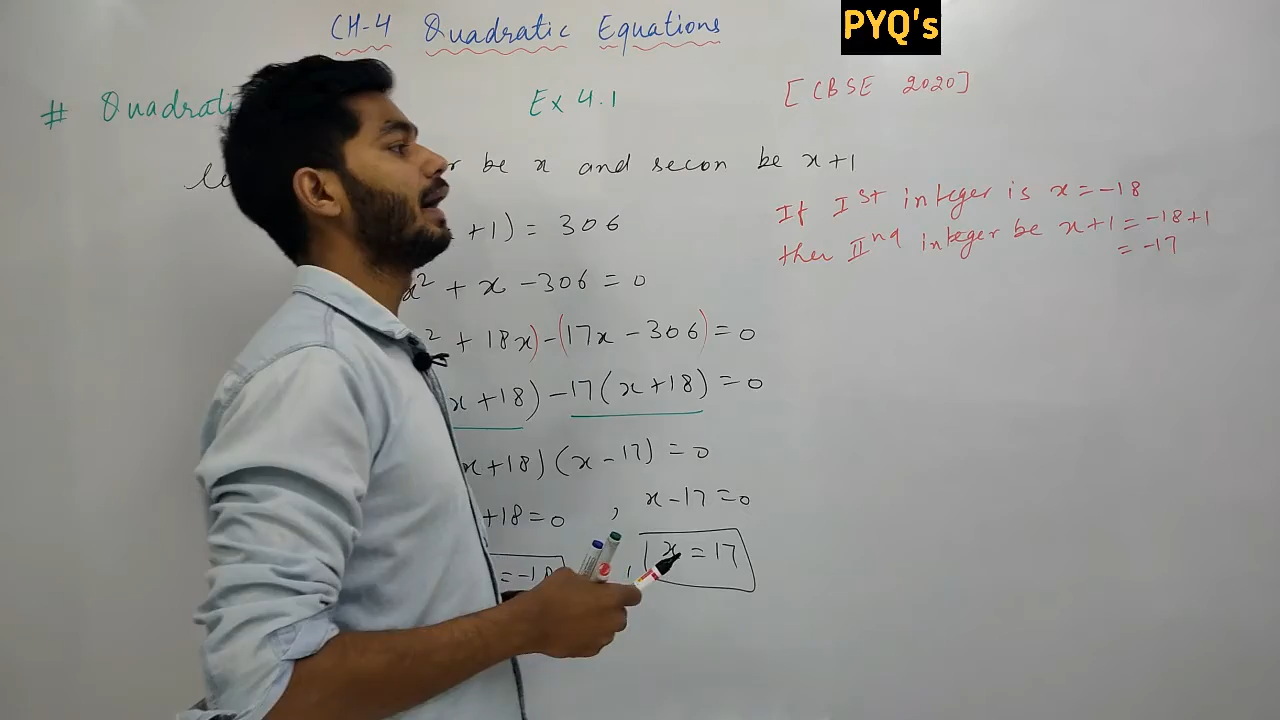 CH-4 Quadratic Equations
PYQ's
# Quadrati
Ex 4.1
[CBSE 2020]
be x and secon be x+1
+1) = 306
x² + x - 306 = 0
² + 18x) - (17x - 306) = 0
x+18) - 17(x+18) = 0
x+18) (x-17) = 0
+18=0 , x-17=0
=-18 , x = 17
If Ist integer is x = -18
then IInd integer be x+1 = -18+1
= -17